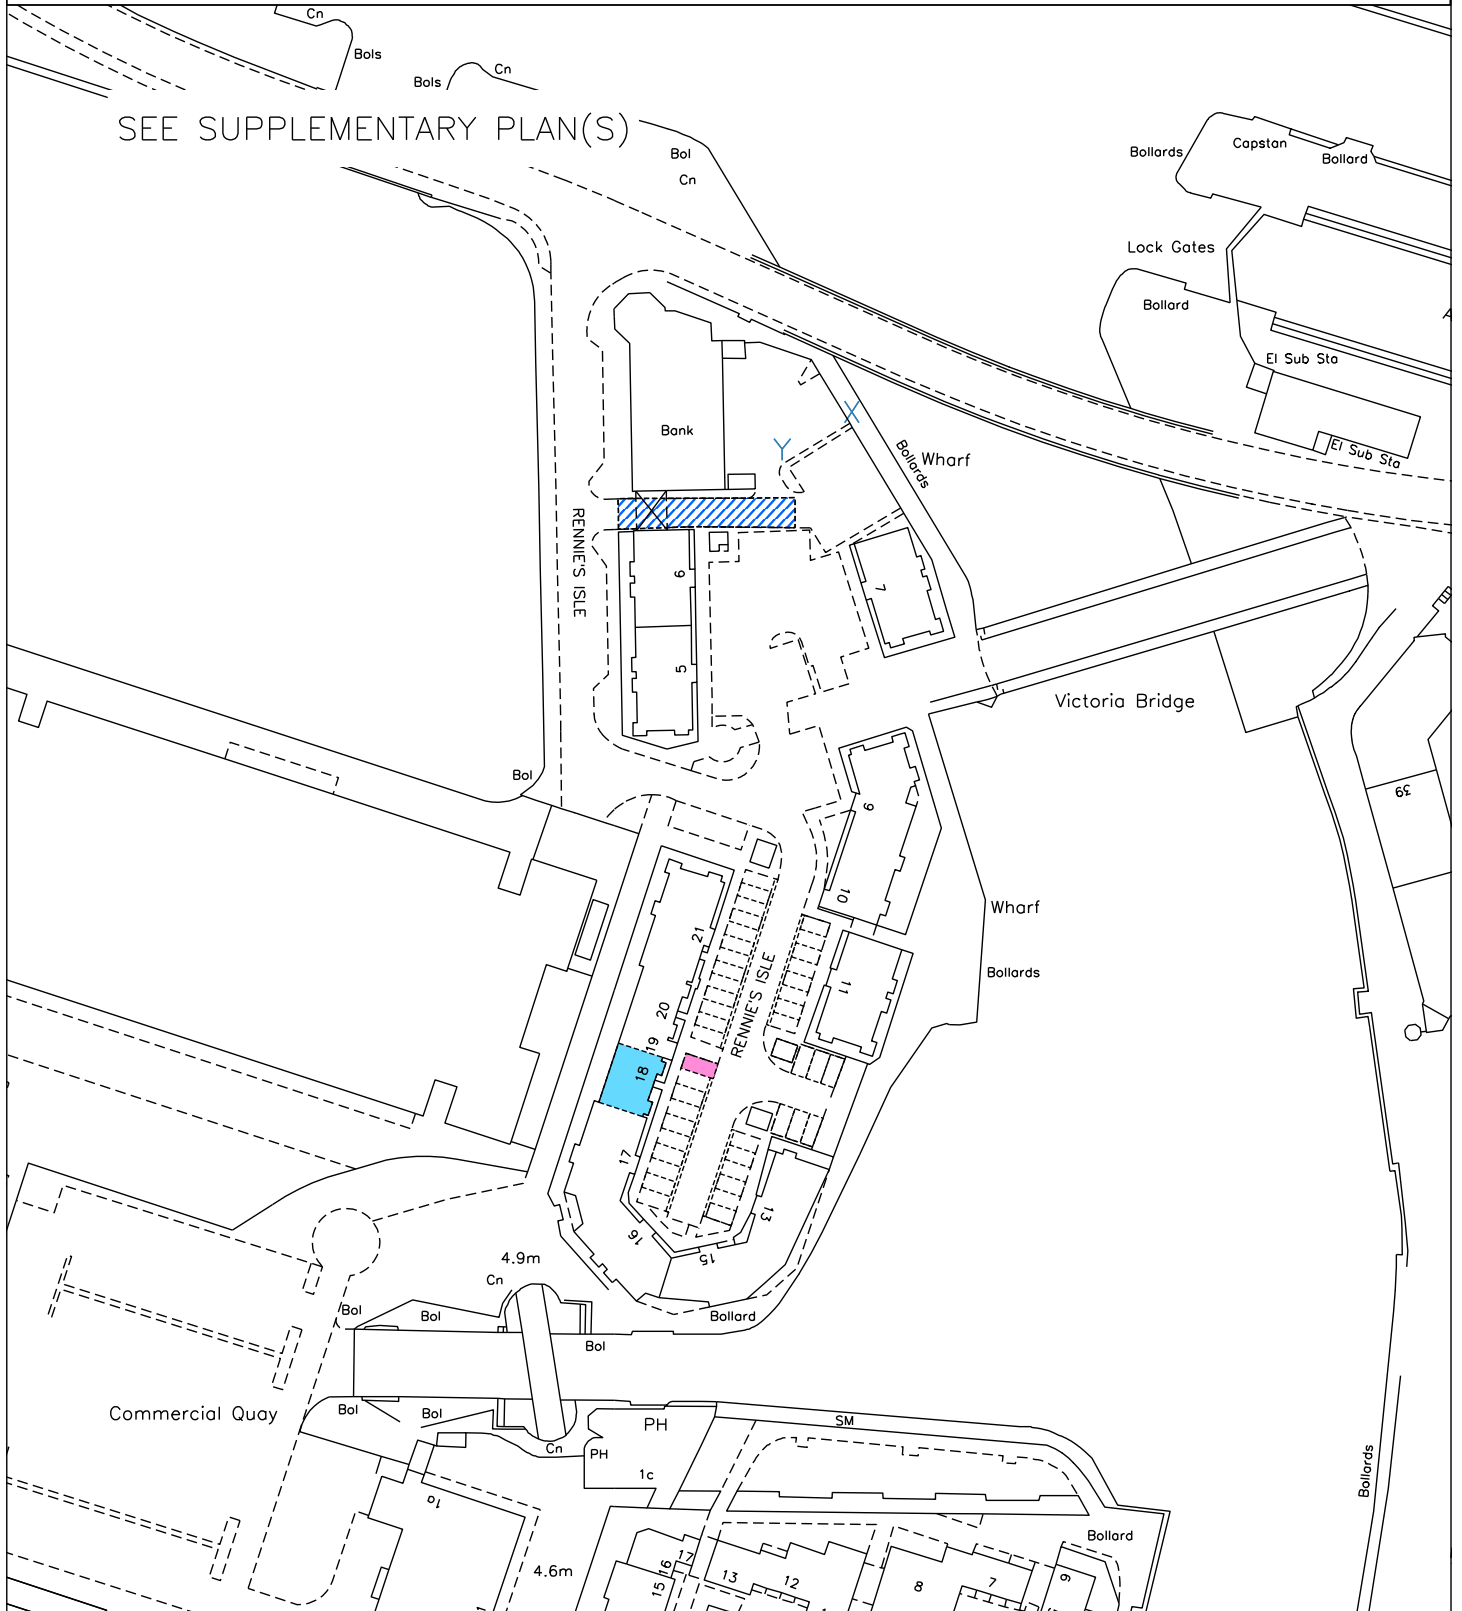 Cn
Bols
Bols
Cn
SEE SUPPLEMENTARY PLAN(S)
Bol
Cn
Bollards
Capstan
Bollard
Lock Gates
Bollard
El Sub Sta
El Sub Sta
X
Y
Bank
Bollards
Wharf
RENNIE'S ISLE
6
7
5
Victoria Bridge
Bol
39
9
10
Wharf
21
11
Bollards
RENNIE'S ISLE
20
19
18
17
13
16
15
4.9m
Cn
Bol
Bol
Bollard
Bol
Commercial Quay
Bol
Bol
PH
SM
Cn
PH
1c
1a
Bollards
Bollard
4.6m
17
16
15
13
12
8
7
9